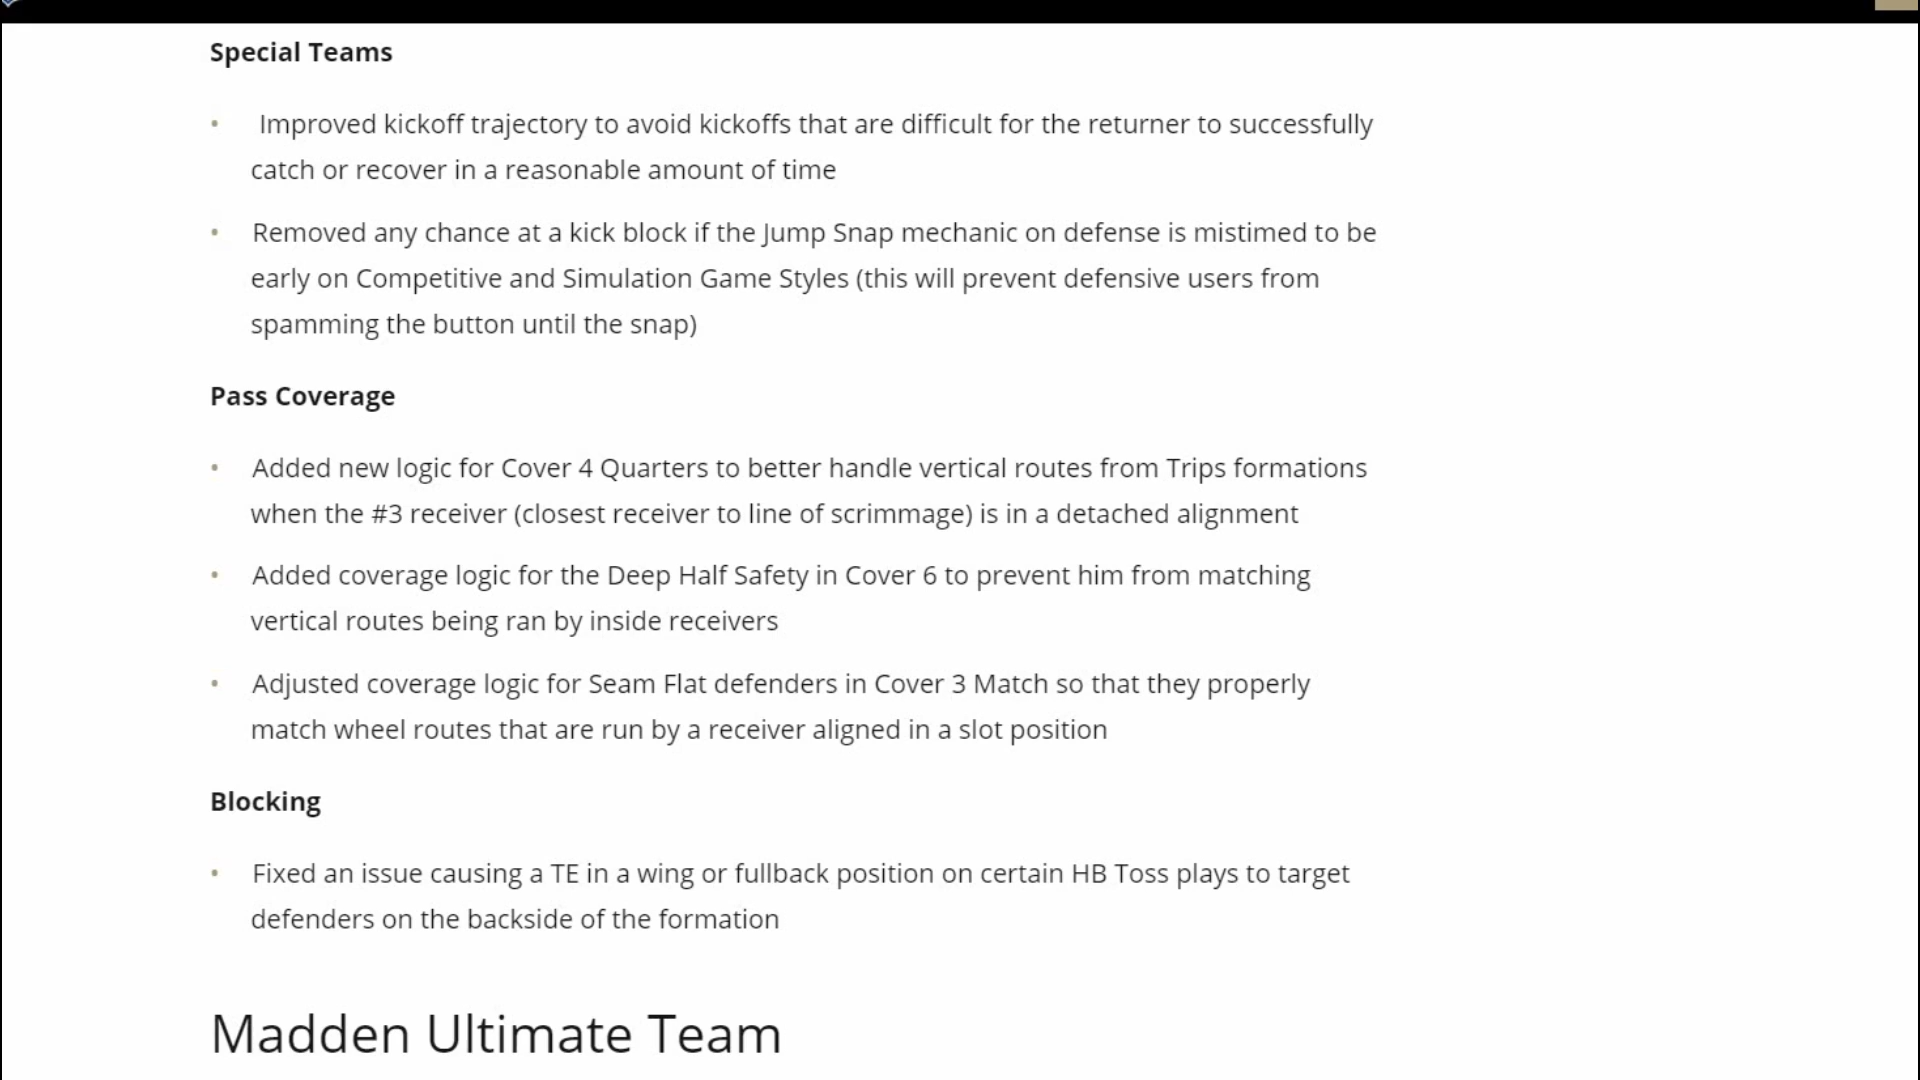 Special Teams
• Improved kickoff trajectory to avoid kickoffs that are difficult for the returner to successfully
catch or recover in a reasonable amount of time
• Removed any chance at a kick block if the Jump Snap mechanic on defense is mistimed to be
early on Competitive and Simulation Game Styles (this will prevent defensive users from
spamming the button until the snap)
Pass Coverage
• Added new logic for Cover 4 Quarters to better handle vertical routes from Trips formations
when the #3 receiver (closest receiver to line of scrimmage) is in a detached alignment
• Added coverage logic for the Deep Half Safety in Cover 6 to prevent him from matching
vertical routes being ran by inside receivers
• Adjusted coverage logic for Seam Flat defenders in Cover 3 Match so that they properly
match wheel routes that are run by a receiver aligned in a slot position
Blocking
• Fixed an issue causing a TE in a wing or fullback position on certain HB Toss plays to target
defenders on the backside of the formation
Madden Ultimate Team